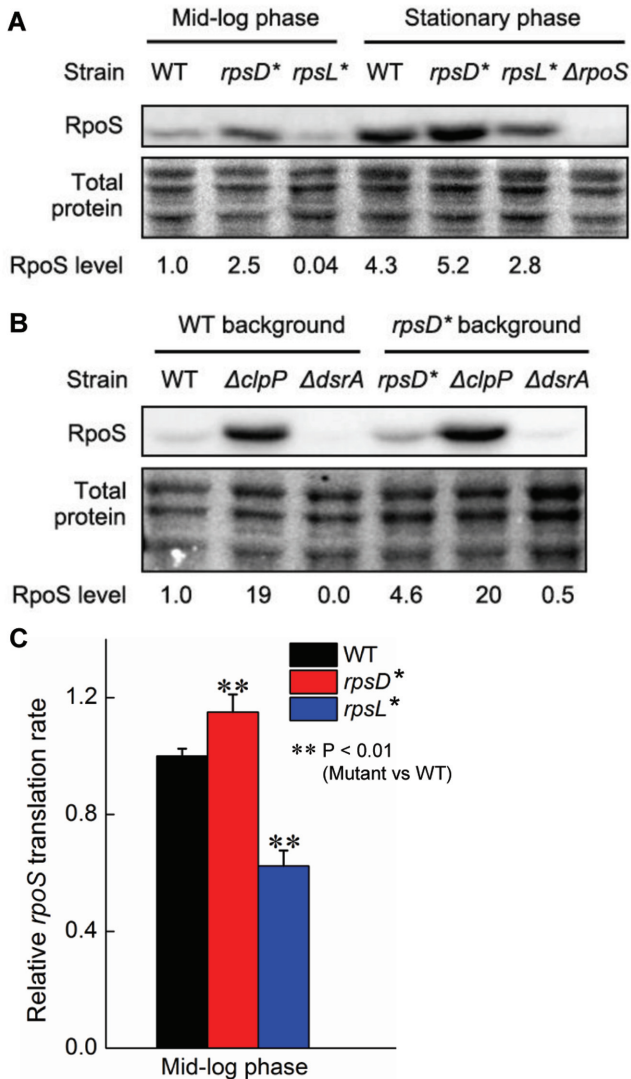 A
Mid-log phase Stationary phase
Strain WT rpsD* rpsL* WT rpsD* rpsL* ΔrpoS
RpoS
Total
protein
RpoS level 1.0 2.5 0.04 4.3 5.2 2.8
B
WT background rpsD* background
Strain WT ΔclpP ΔdsrA rpsD* ΔclpP ΔdsrA
RpoS
Total
protein
RpoS level 1.0 19 0.0 4.6 20 0.5
C
WT
rpsD*
rpsL*
** P < 0.01
(Mutant vs WT)
**
**
Relative rpoS translation rate
1.2
0.8
0.4
0.0
Mid-log phase